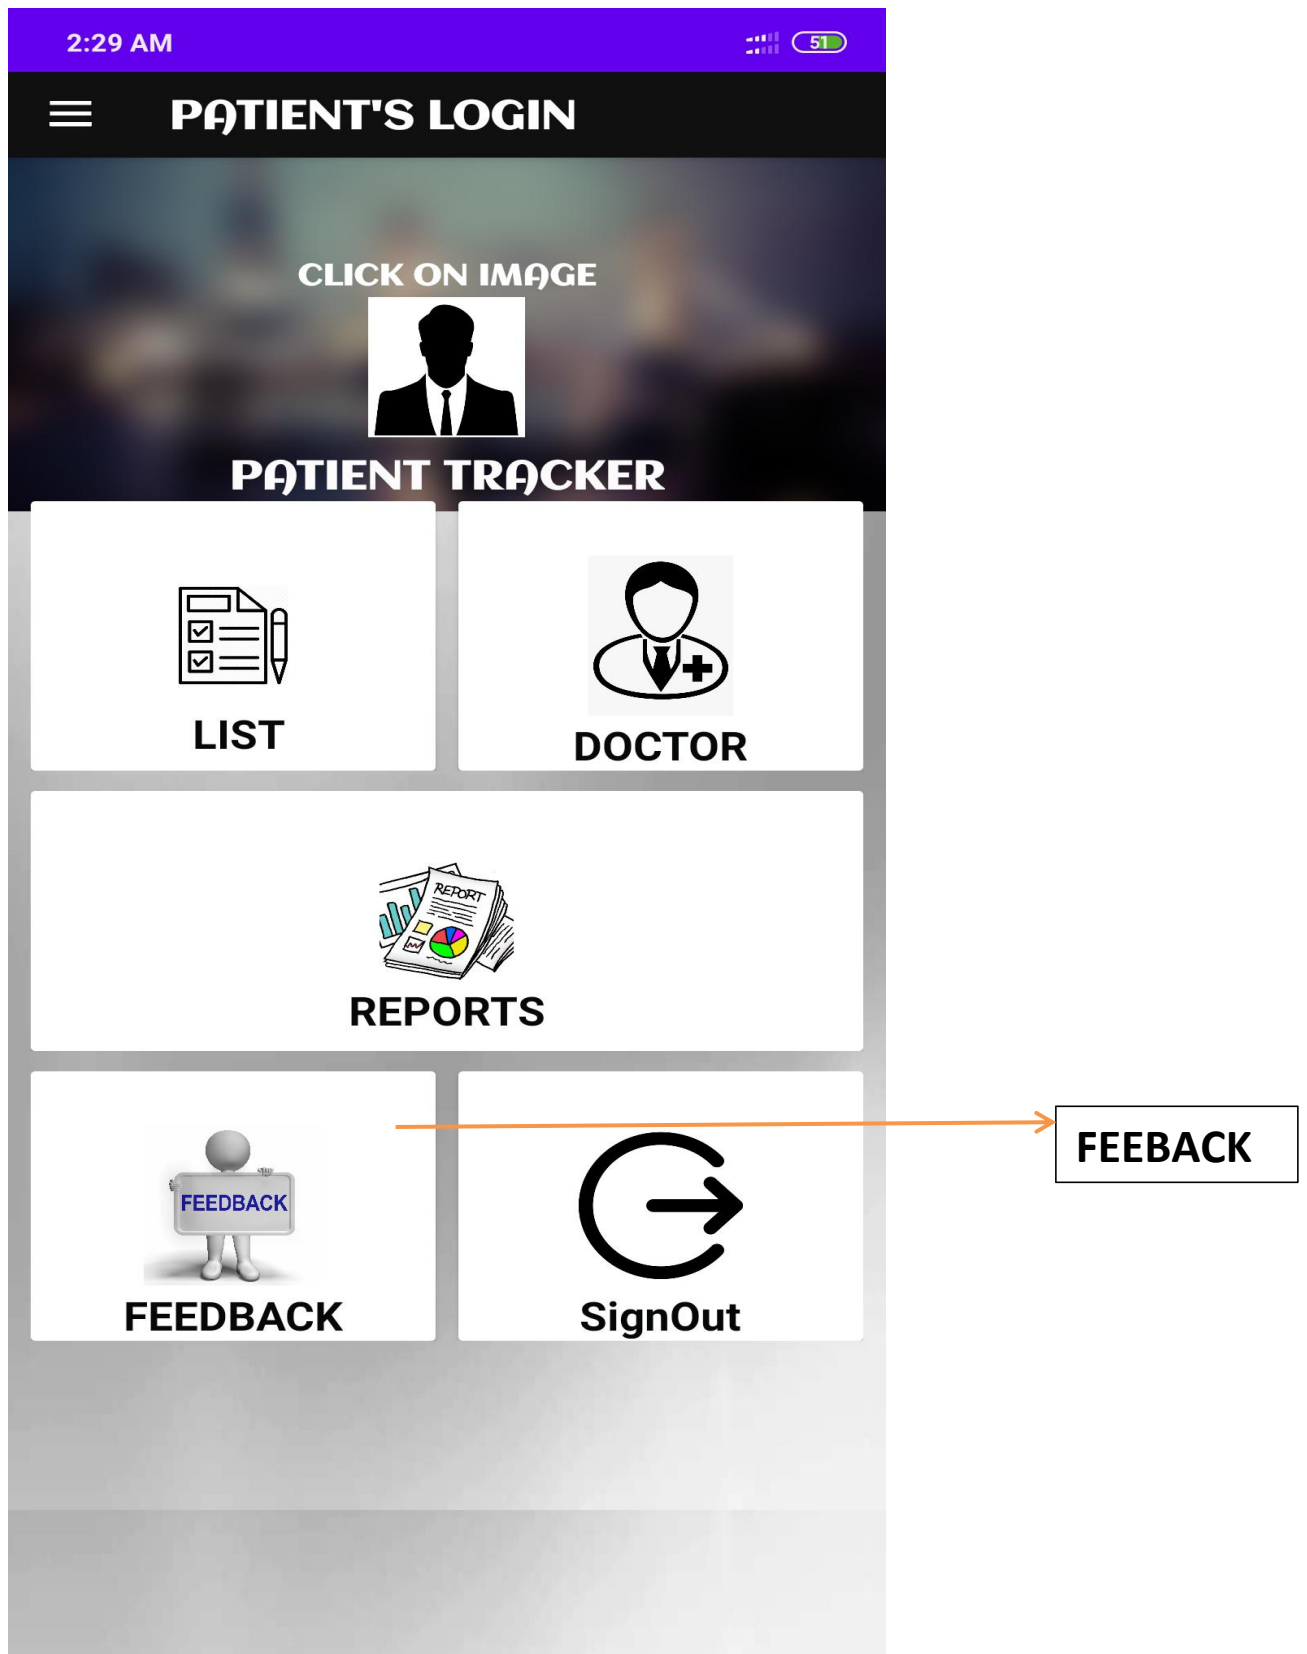 2:29 AM
51
PATIENT'S LOGIN
CLICK ON IMAGE
PATIENT TRACKER
LIST
DOCTOR
REPORT
REPORTS
FEEBACK
FEEDBACK
FEEDBACK
SignOut